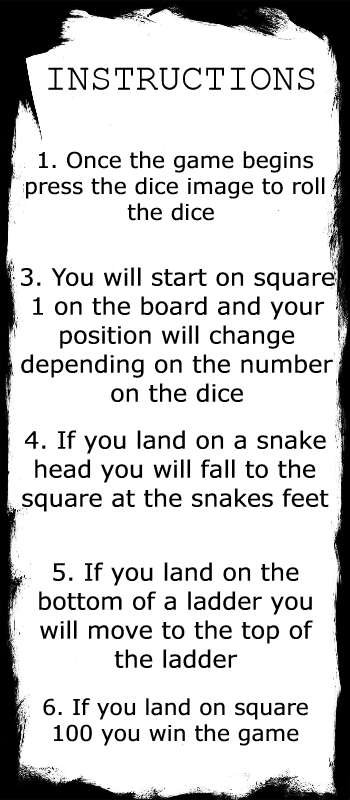 INSTRUCTIONS
1. Once the game begins
press the dice image to roll
the dice
3. You will start on square
1 on the board and your
position will change
depending on the number
on the dice
4. If you land on a snake
head you will fall to the
square at the snakes feet
5. If you land on the
bottom of a ladder you
will move to the top of
the ladder
6. If you land on square
100 you win the game